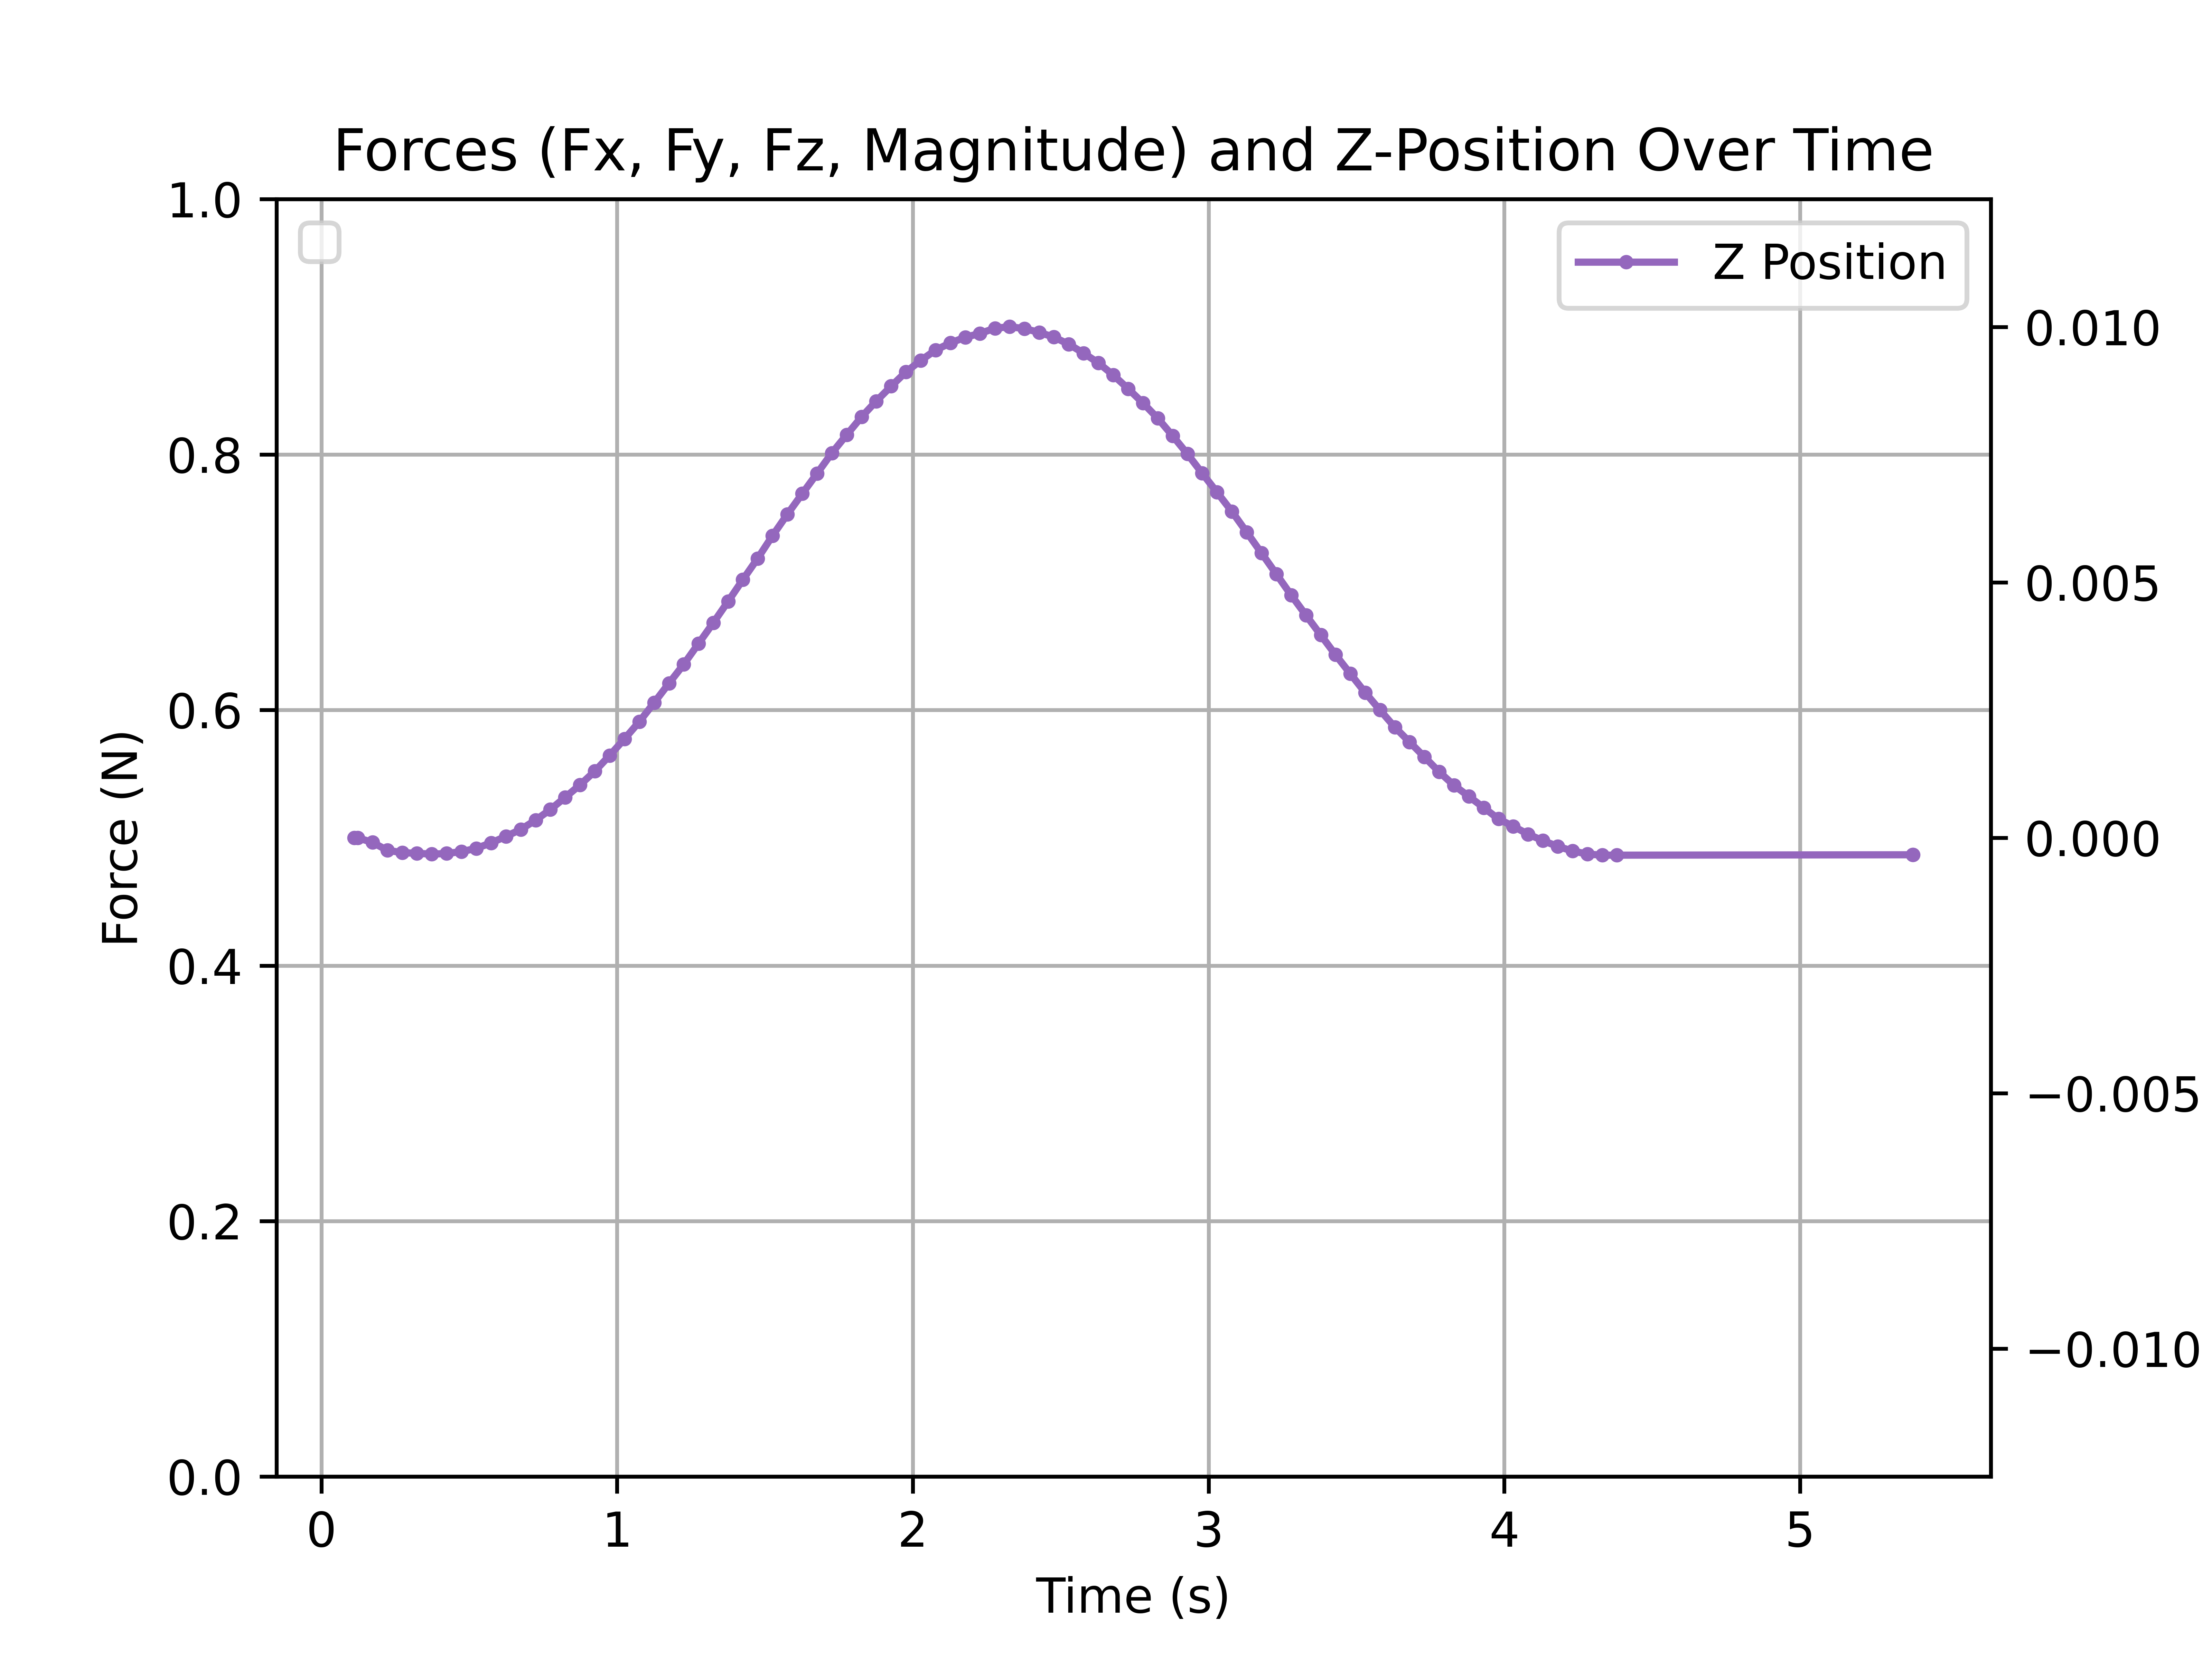 Forces (Fx, Fy, Fz, Magnitude) and Z-Position Over Time
1.0
0.8
0.6
0.4
0.2
0.0
Force (N)
Z Position
0.010
0.005
0.000
−0.005
−0.010
0 1 2 3 4 5
Time (s)